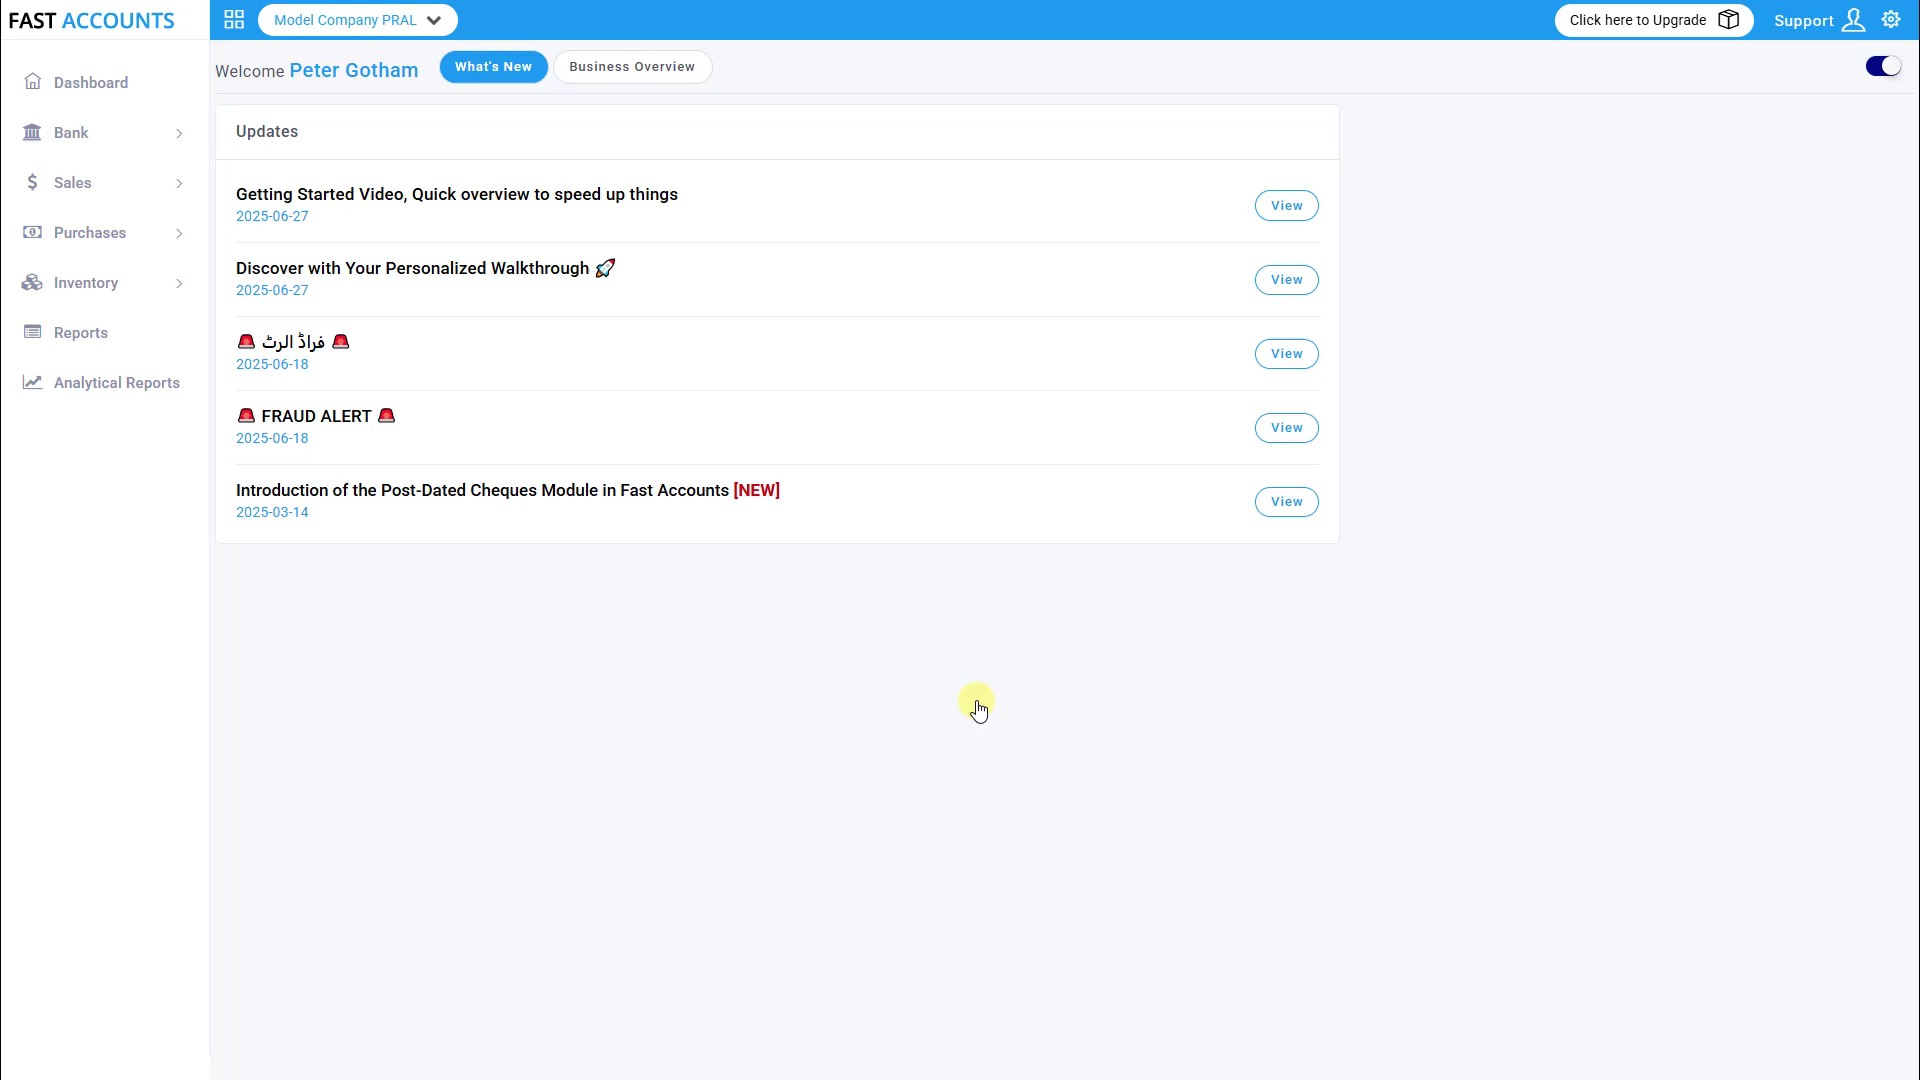 FAST ACCOUNTS
Model Company PRAL
Click here to Upgrade
Support
Welcome Peter Gotham
What's New
Business Overview
Dashboard
Bank
Sales
Purchases
Inventory
Reports
Analytical Reports
Updates
Getting Started Video, Quick overview to speed up things
2025-06-27
View
Discover with Your Personalized Walkthrough 🚀
2025-06-27
View
🚨 فراڈ الرٹ 🚨
2025-06-18
View
🚨 FRAUD ALERT 🚨
2025-06-18
View
Introduction of the Post-Dated Cheques Module in Fast Accounts [NEW]
2025-03-14
View